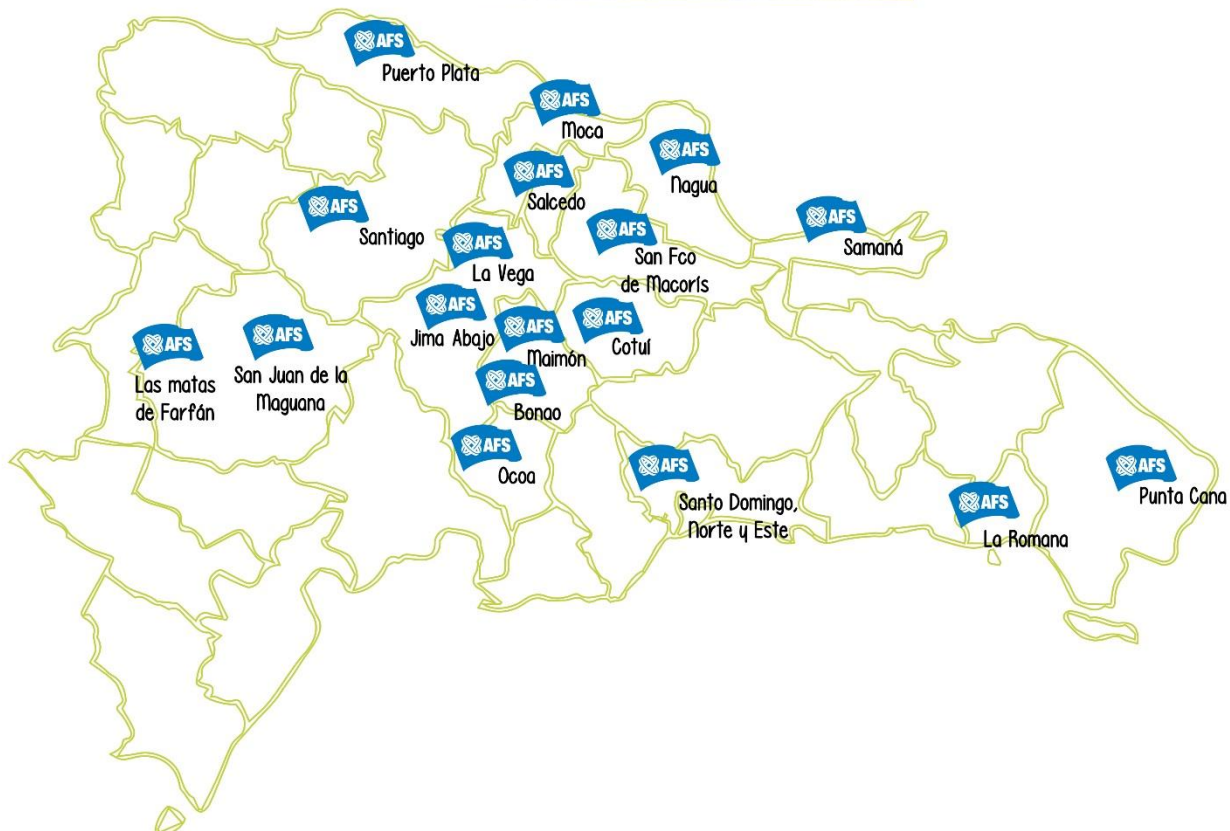 AFS
Puerto Plata
AFS
Moca
AFS
Nagua
AFS
Salcedo
AFS
Santiago
AFS
Samaná
AFS
San Fco
de Macorís
AFS
La Vega
AFS
Jima Abajo
AFS
Maimón
AFS
Cotuí
AFS
Las matas
de Farfán
AFS
San Juan de la
Maguana
AFS
Bonao
AFS
Ocoa
AFS
Santo Domingo,
Norte y Este
AFS
La Romana
AFS
Punta Cana